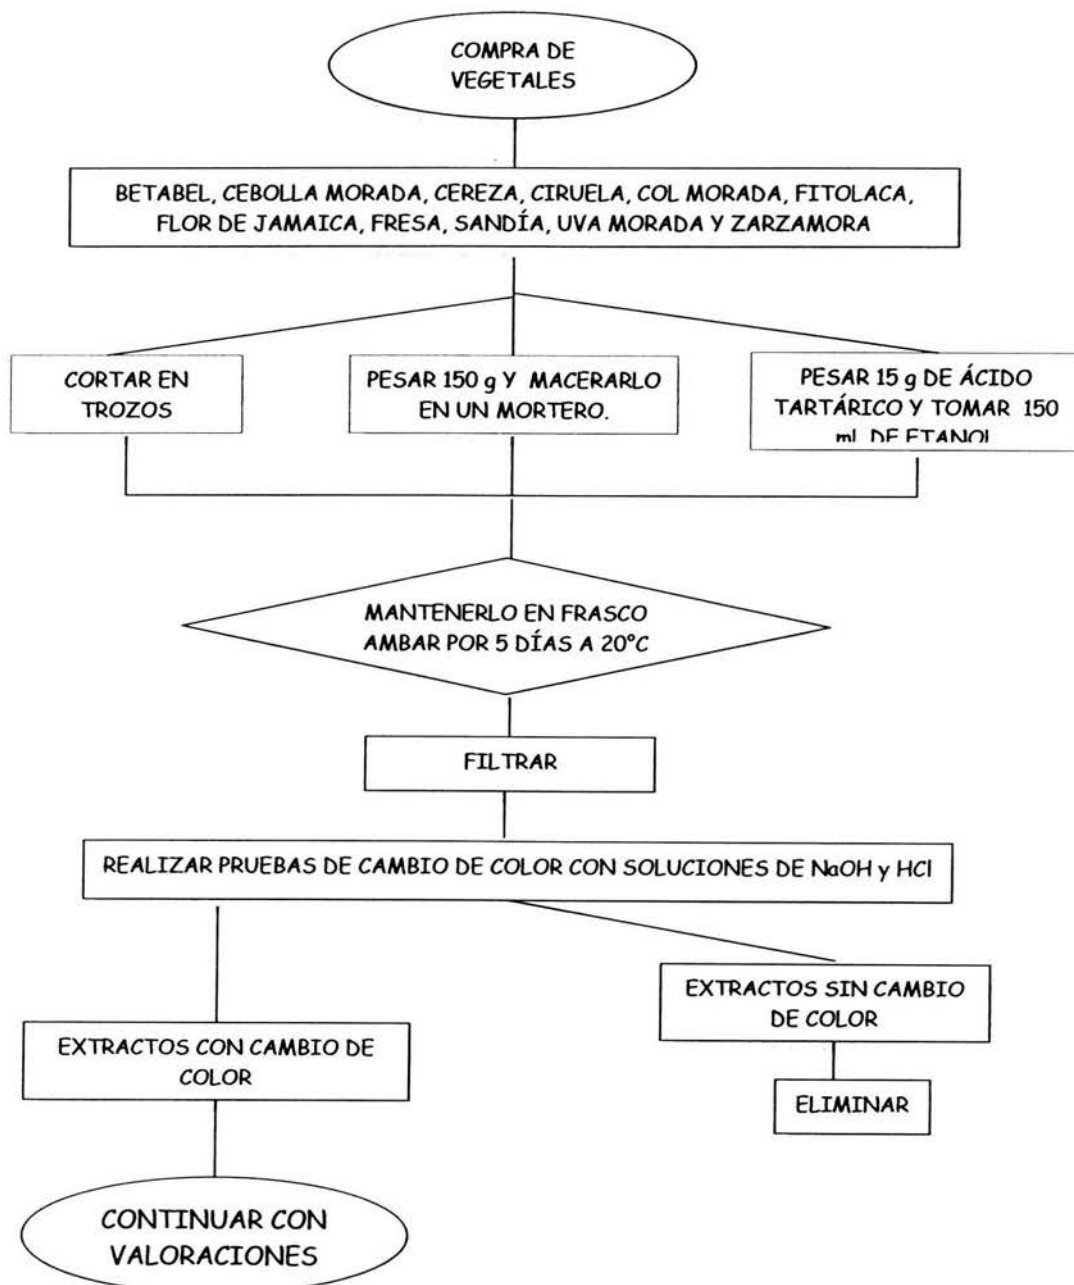 COMPRA DE
VEGETALES
BETABEL, CEBOLLA MORADA, CEREZA, CIRUELA, COL MORADA, FITOLACA,
FLOR DE JAMAICA, FRESA, SANDÍA, UVA MORADA Y ZARZAMORA
CORTAR EN
TROZOS
PESAR 150 g Y MACERARLO
EN UN MORTERO.
PESAR 15 g DE ÁCIDO
TARTÁRICO Y TOMAR 150
ml DE ETANOL
MANTENERLO EN FRASCO
AMBAR POR 5 DÍAS A 20°C
FILTRAR
REALIZAR PRUEBAS DE CAMBIO DE COLOR CON SOLUCIONES DE NaOH y HCl
EXTRACTOS SIN CAMBIO
DE COLOR
EXTRACTOS CON CAMBIO DE
COLOR
ELIMINAR
CONTINUAR CON
VALORACIONES